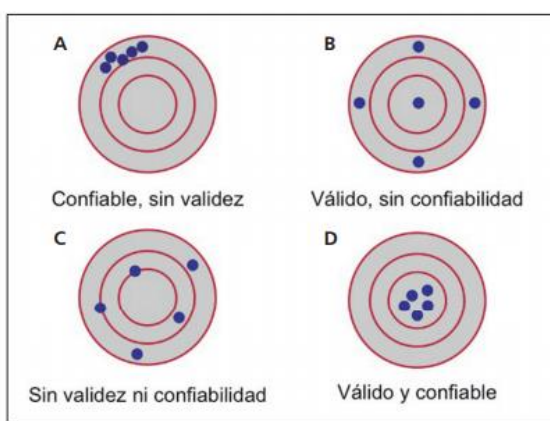 A
Confiable, sin validez
B
Válido, sin confiabilidad
C
Sin validez ni confiabilidad
D
Válido y confiable